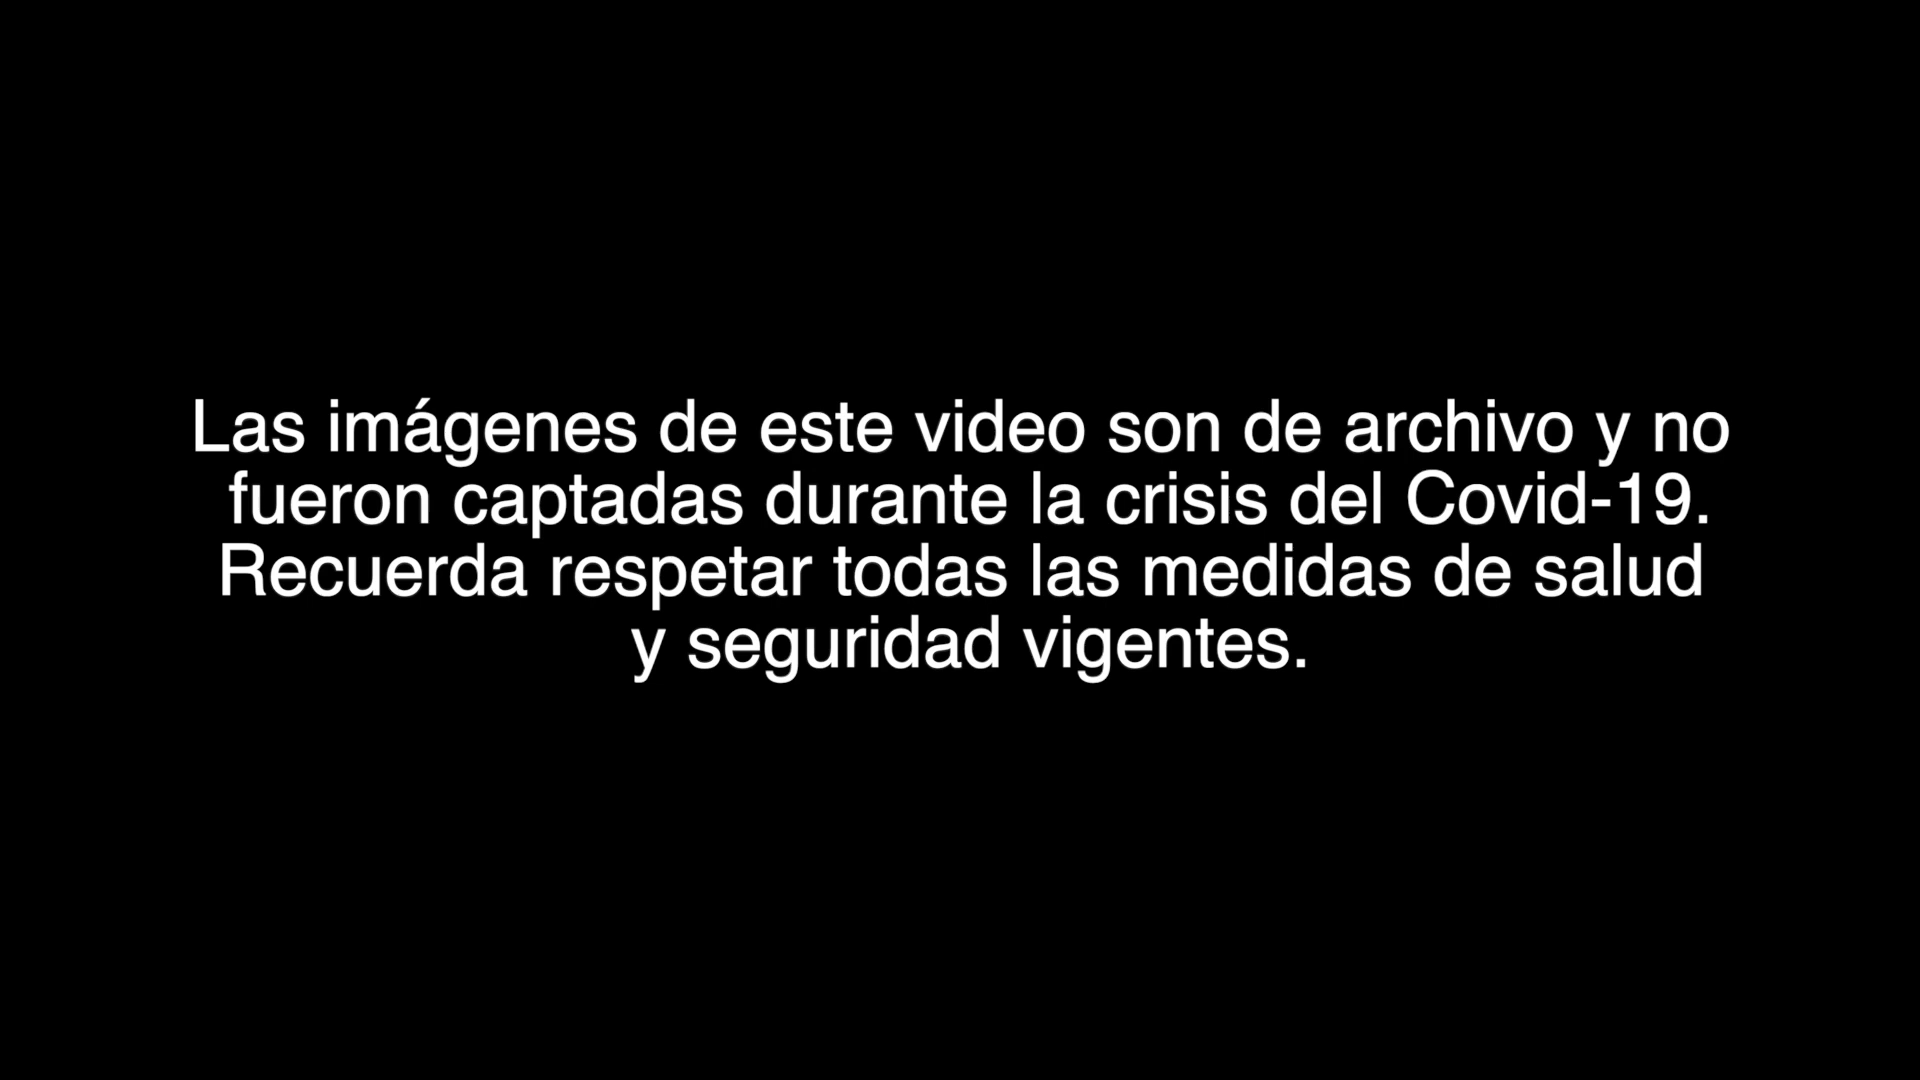 Las imágenes de este video son de archivo y no
fueron captadas durante la crisis del Covid-19.
Recuerda respetar todas las medidas de salud
y seguridad vigentes.